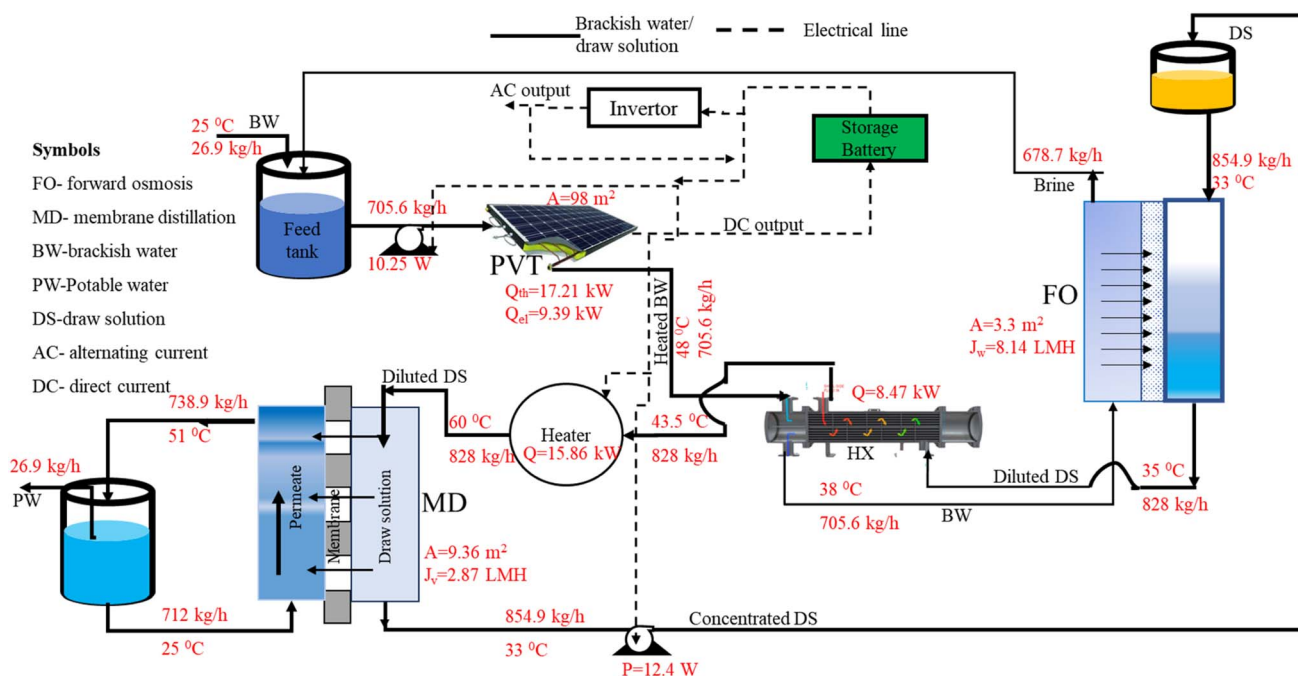 Brackish water/
draw solution
Electrical line
DS
AC output
Invertor
Storage
Battery
25 ⁰C
BW
26.9 kg/h
Symbols
FO- forward osmosis
MD- membrane distillation
BW-brackish water
PW-Potable water
DS-draw solution
AC- alternating current
DC- direct current
Feed
tank
705.6 kg/h
10.25 W
A=98 m²
PVT
DC output
Qth=17.21 kW
Qel=9.39 kW
Heated BW
48 ⁰C
705.6 kg/h
678.7 kg/h
Brine
854.9 kg/h
33 ⁰C
FO
A=3.3 m²
Jw=8.14 LMH
738.9 kg/h
51 ⁰C
Diluted DS
60 ⁰C
828 kg/h
Heater
Q=15.86 kW
43.5 ⁰C
828 kg/h
Q=8.47 kW
HX
Diluted DS
35 ⁰C
828 kg/h
38 ⁰C
705.6 kg/h
BW
26.9 kg/h
PW
Permeate
Membrane
Draw solution
MD
A=9.36 m²
Jv=2.87 LMH
712 kg/h
25 ⁰C
854.9 kg/h
33 ⁰C
Concentrated DS
P=12.4 W